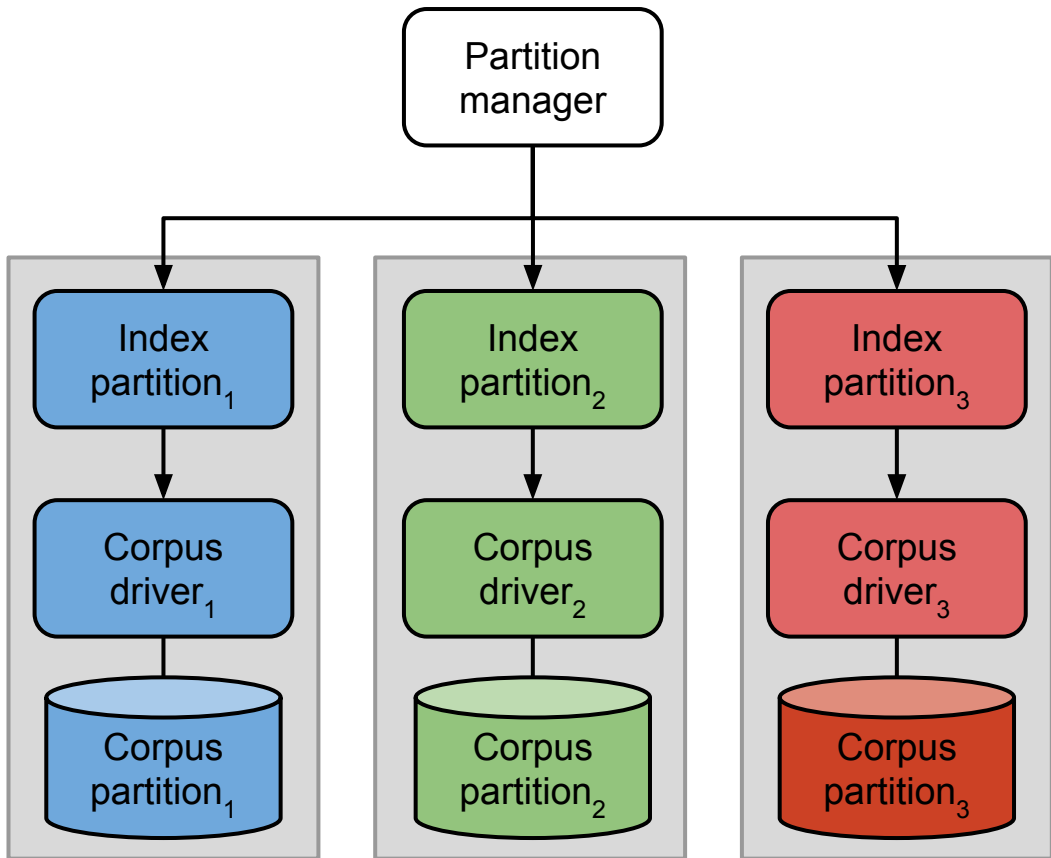 Partition
manager
Index
partition₁
Index
partition₂
Index
partition₃
Corpus
driver₁
Corpus
driver₂
Corpus
driver₃
Corpus
partition₁
Corpus
partition₂
Corpus
partition₃